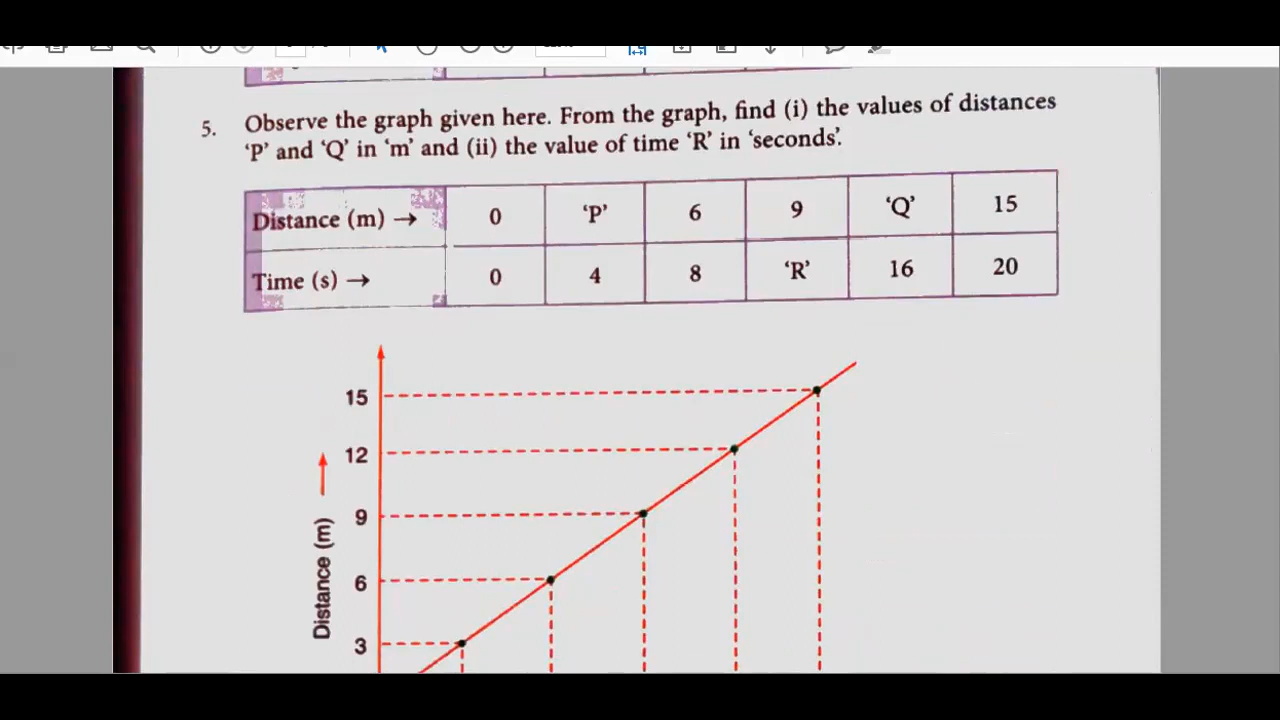 5. Observe the graph given here. From the graph, find (i) the values of distances
‘P’ and ‘Q’ in ‘m’ and (ii) the value of time ‘R’ in ‘seconds’.
Distance (m) → 0 ‘P’ 6 9 ‘Q’ 15
Time (s) → 0 4 8 ‘R’ 16 20
15
12
9
6
3
Distance (m)